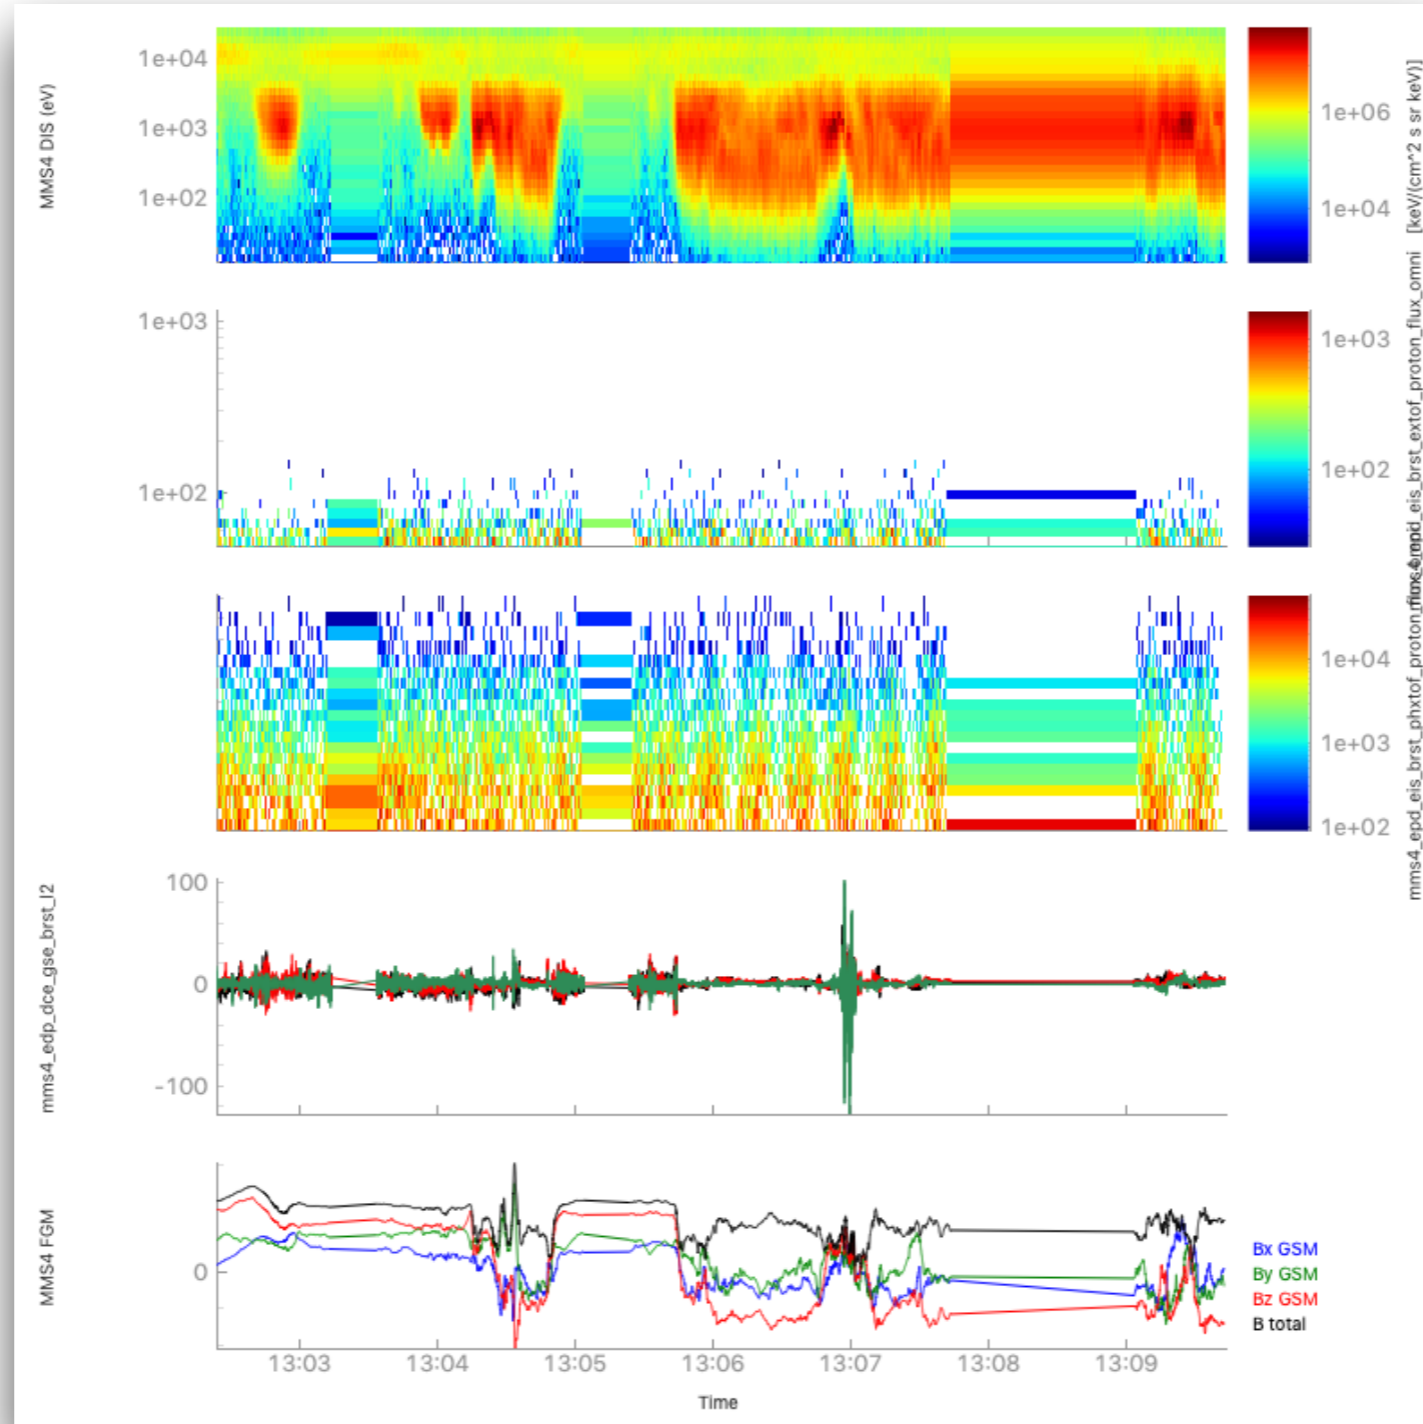 MMS4 DIS (eV)
1e+04
1e+03
1e+02
1e+06
1e+04
[keV/(cm^2 s sr keV)]
1e+03
1e+02
1e+03
1e+02
mms4_epd_eis_brst_extof_proton_flux_omni
1e+04
1e+03
1e+02
mms4_epd_eis_brst_phxtof_proton_flux_omni
mms4_edp_dce_gse_brst_l2
100
0
-100
MMS4 FGM
0
Bx GSM
By GSM
Bz GSM
B total
13:03 13:04 13:05 13:06 13:07 13:08 13:09
Time